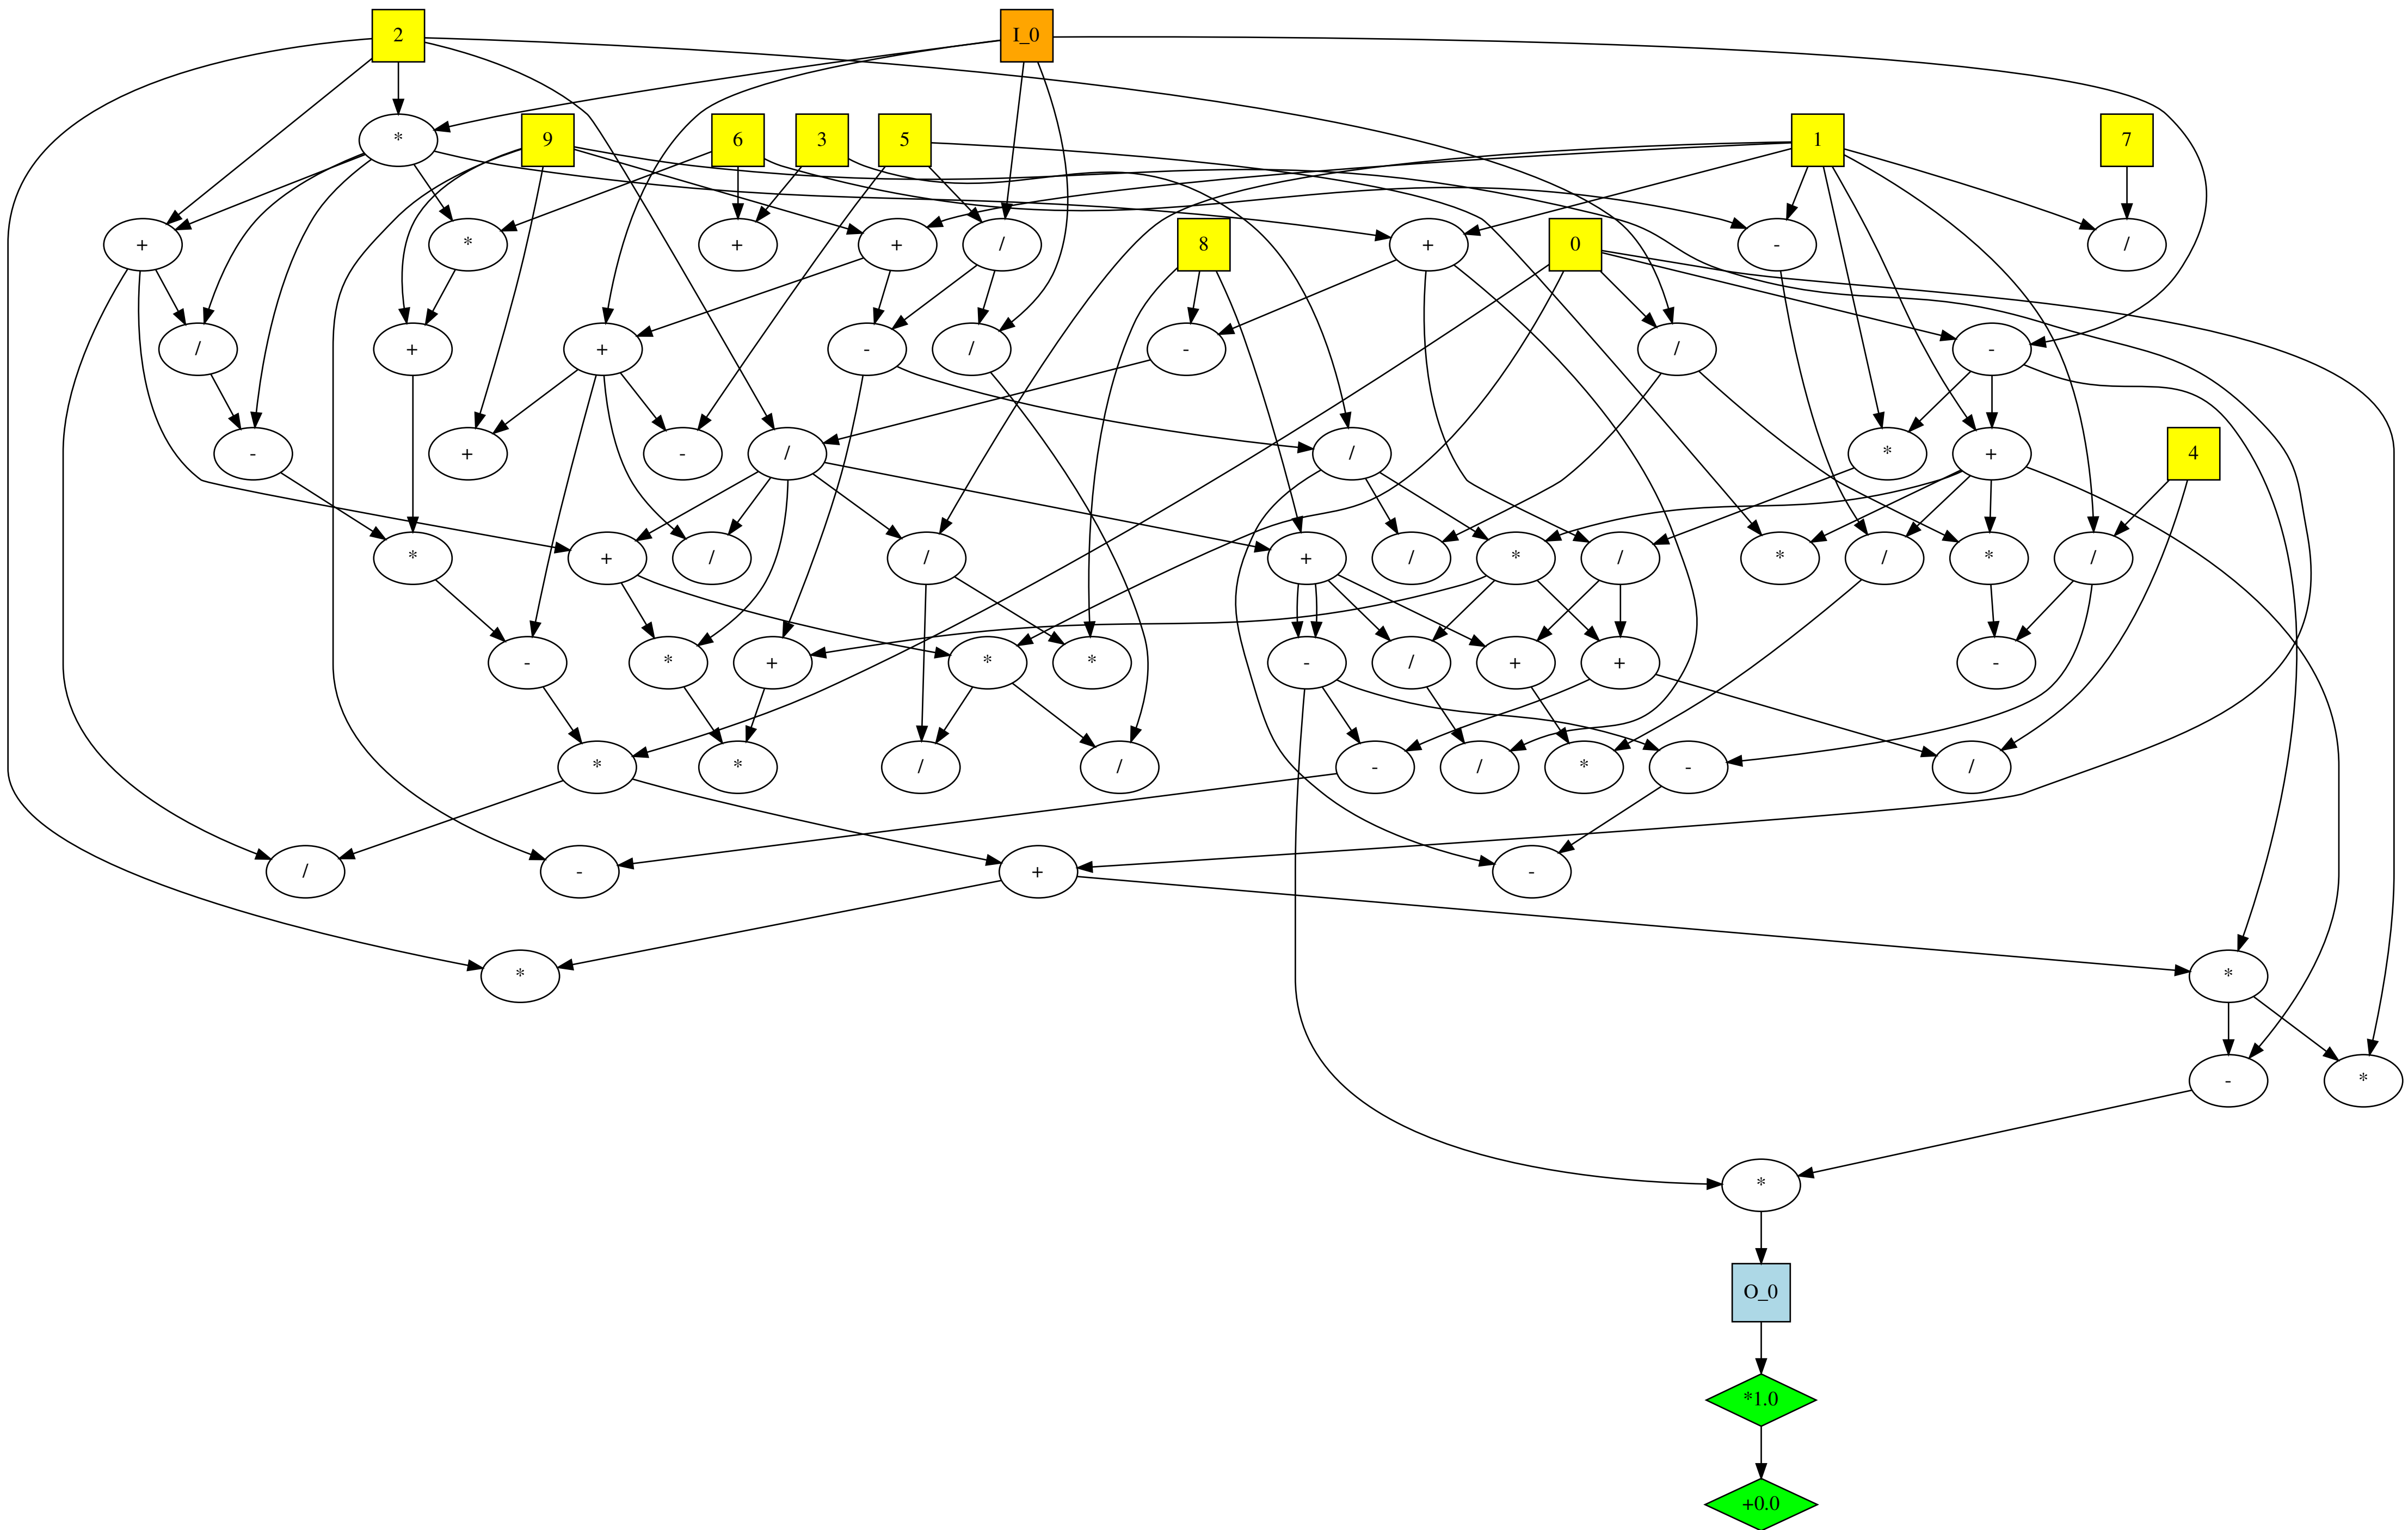 2 I_0
* 9 6 3 5 1 7
+ * + + / + 8 0 - /
/ + + - / - / -
- + - / / * + 4
* + / / + / * / * / * /
- * + * * - / + + -
* * / / - / * - /
/ - + -
* *
- *
*
O_0
*1.0
+0.0